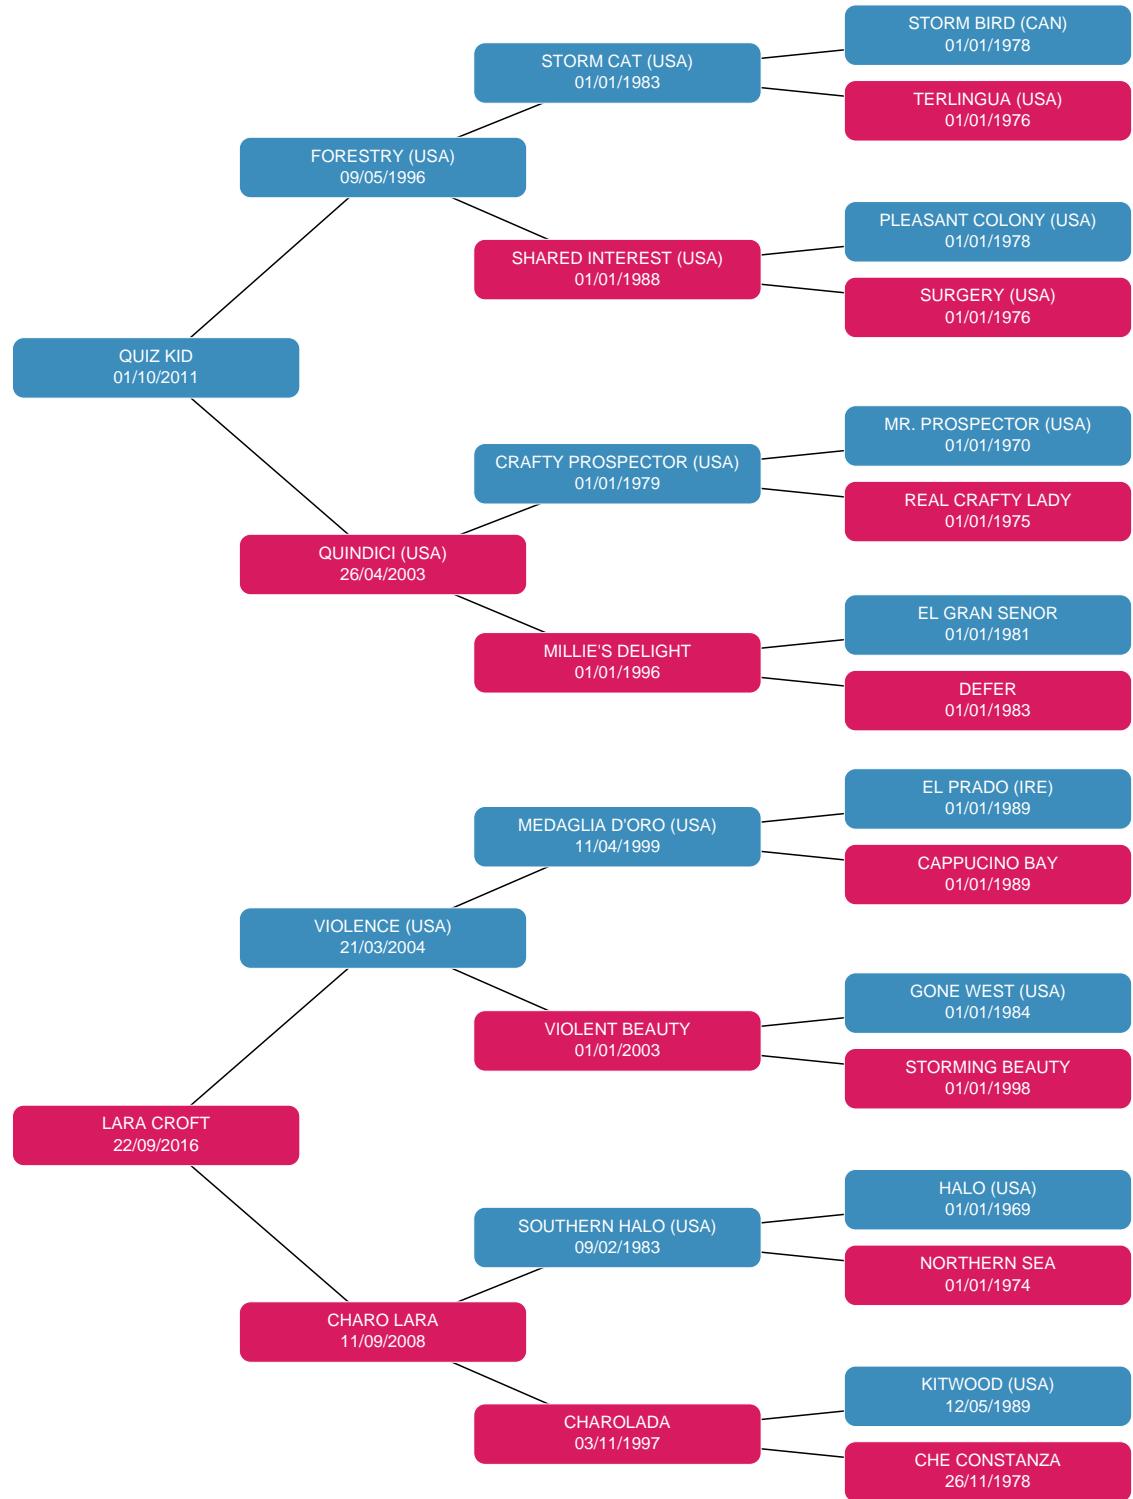 STORM BIRD (CAN)
01/01/1978
STORM CAT (USA)
01/01/1983
TERLINGUA (USA)
01/01/1976
FORESTRY (USA)
09/05/1996
PLEASANT COLONY (USA)
01/01/1978
SHARED INTEREST (USA)
01/01/1988
SURGERY (USA)
01/01/1976
QUIZ KID
01/10/2011
MR. PROSPECTOR (USA)
01/01/1970
CRAFTY PROSPECTOR (USA)
01/01/1979
REAL CRAFTY LADY
01/01/1975
QUINDICI (USA)
26/04/2003
EL GRAN SENOR
01/01/1981
MILLIE'S DELIGHT
01/01/1996
DEFER
01/01/1983
EL PRADO (IRE)
01/01/1989
MEDAGLIA D'ORO (USA)
11/04/1999
CAPPUCINO BAY
01/01/1989
VIOLENCE (USA)
21/03/2004
GONE WEST (USA)
01/01/1984
VIOLENT BEAUTY
01/01/2003
STORMING BEAUTY
01/01/1998
LARA CROFT
22/09/2016
HALO (USA)
01/01/1969
SOUTHERN HALO (USA)
09/02/1983
NORTHERN SEA
01/01/1974
CHARO LARA
11/09/2008
KITWOOD (USA)
12/05/1989
CHAROLADA
03/11/1997
CHE CONSTANZA
26/11/1978